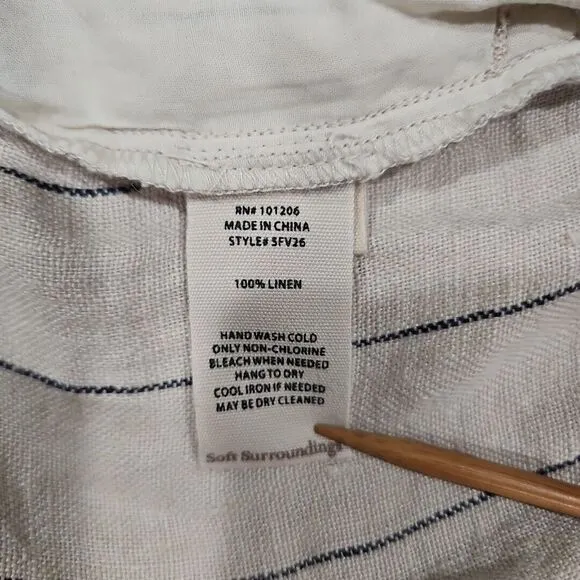 RN# 101206
MADE IN CHINA
STYLE# 5FV26
100% LINEN
HAND WASH COLD
ONLY NON-CHLORINE
BLEACH WHEN NEEDED
HANG TO DRY
COOL IRON IF NEEDED
MAY BE DRY CLEANED
Soft Surroundings